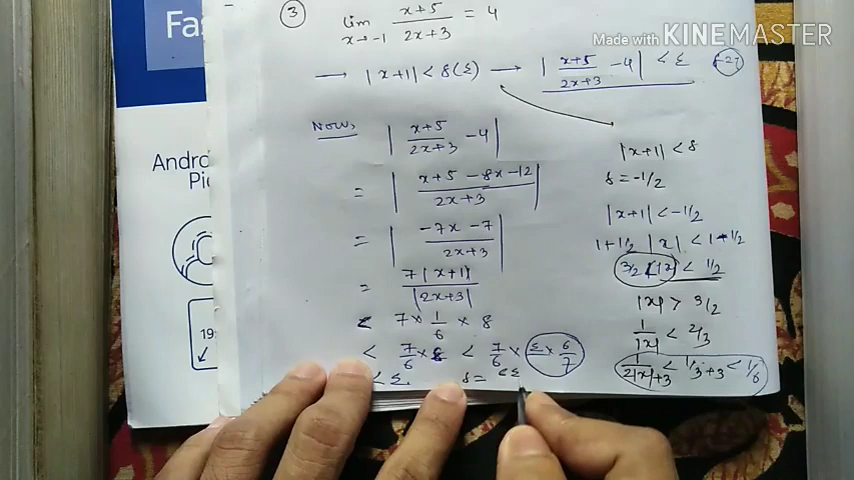 Fas
Andro
Pi
19
Made with KINEMASTER
③ lim x→-1 x+5 / 2x+3 = 4
→ |x+1| < δ(ε) → | x+5 / 2x+3 - 4 | < ε
Now, | x+5 / 2x+3 - 4 |
= | x+5 - 8x - 12 / 2x+3 |
= | -7x - 7 / 2x+3 |
= 7|x+1| / |2x+3|
< 7 × 1/6 × δ
< 7/6 × δ < 7/6 × ε × 6/7
< ε. δ =
|x+1| < δ
δ = -1/2
|x+1| < -1/2
1+1/2 |x| < 1-1/2
3/2 < |x| < 1/2
|x| > 3/2
1/|x| < 2/3
1/2|x|+3 < 1/3+3 < 1/6